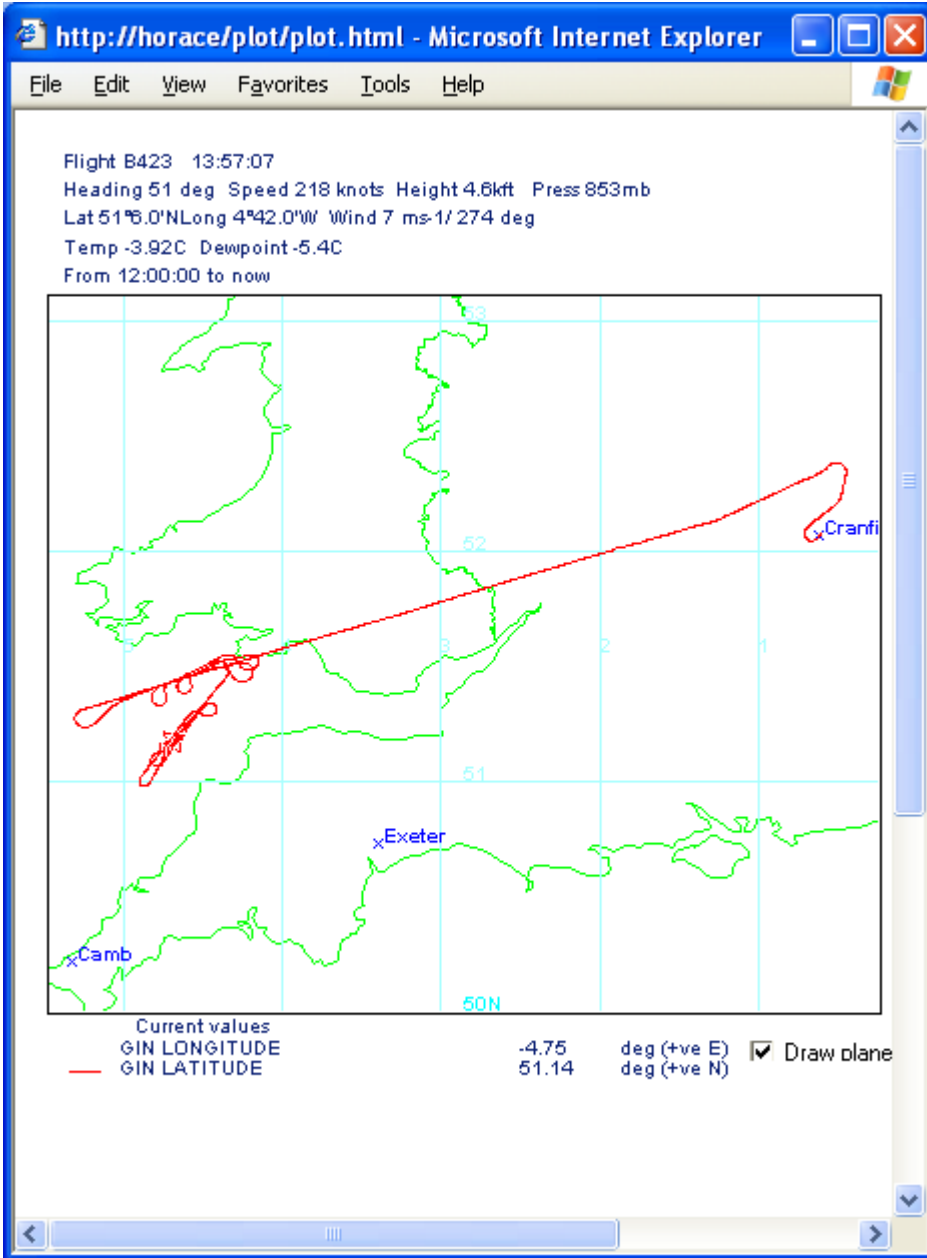 http://horace/plot/plot.html - Microsoft Internet Explorer
File Edit View Favorites Tools Help
Flight B423 13:57:07
Heading 51 deg Speed 218 knots Height 4.6kft Press 853mb
Lat 51°6.0'NLong 4°42.0'W Wind 7 ms-1/ 274 deg
Temp -3.92C Dewpoint -5.4C
From 12:00:00 to now
53
Cranfi
52
5 3 2 1
51
Exeter
Camb
50N
Current values
GIN LONGITUDE -4.75 deg (+ve E)
GIN LATITUDE 51.14 deg (+ve N)
Draw plane